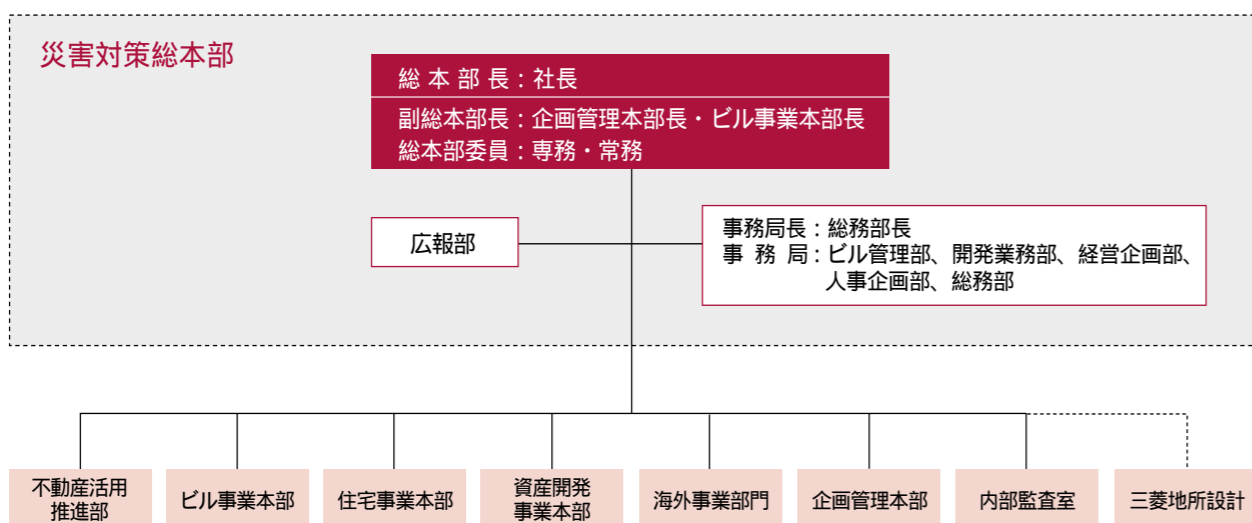 災害対策総本部
総 本 部 長：社長
副総本部長：企画管理本部長・ビル事業本部長
総本部委員：専務・常務
広報部
事務局長：総務部長
事 務 局：ビル管理部、開発業務部、経営企画部、
人事企画部、総務部
不動産活用
推進部
ビル事業本部
住宅事業本部
資産開発
事業本部
海外事業部門
企画管理本部
内部監査室
三菱地所設計